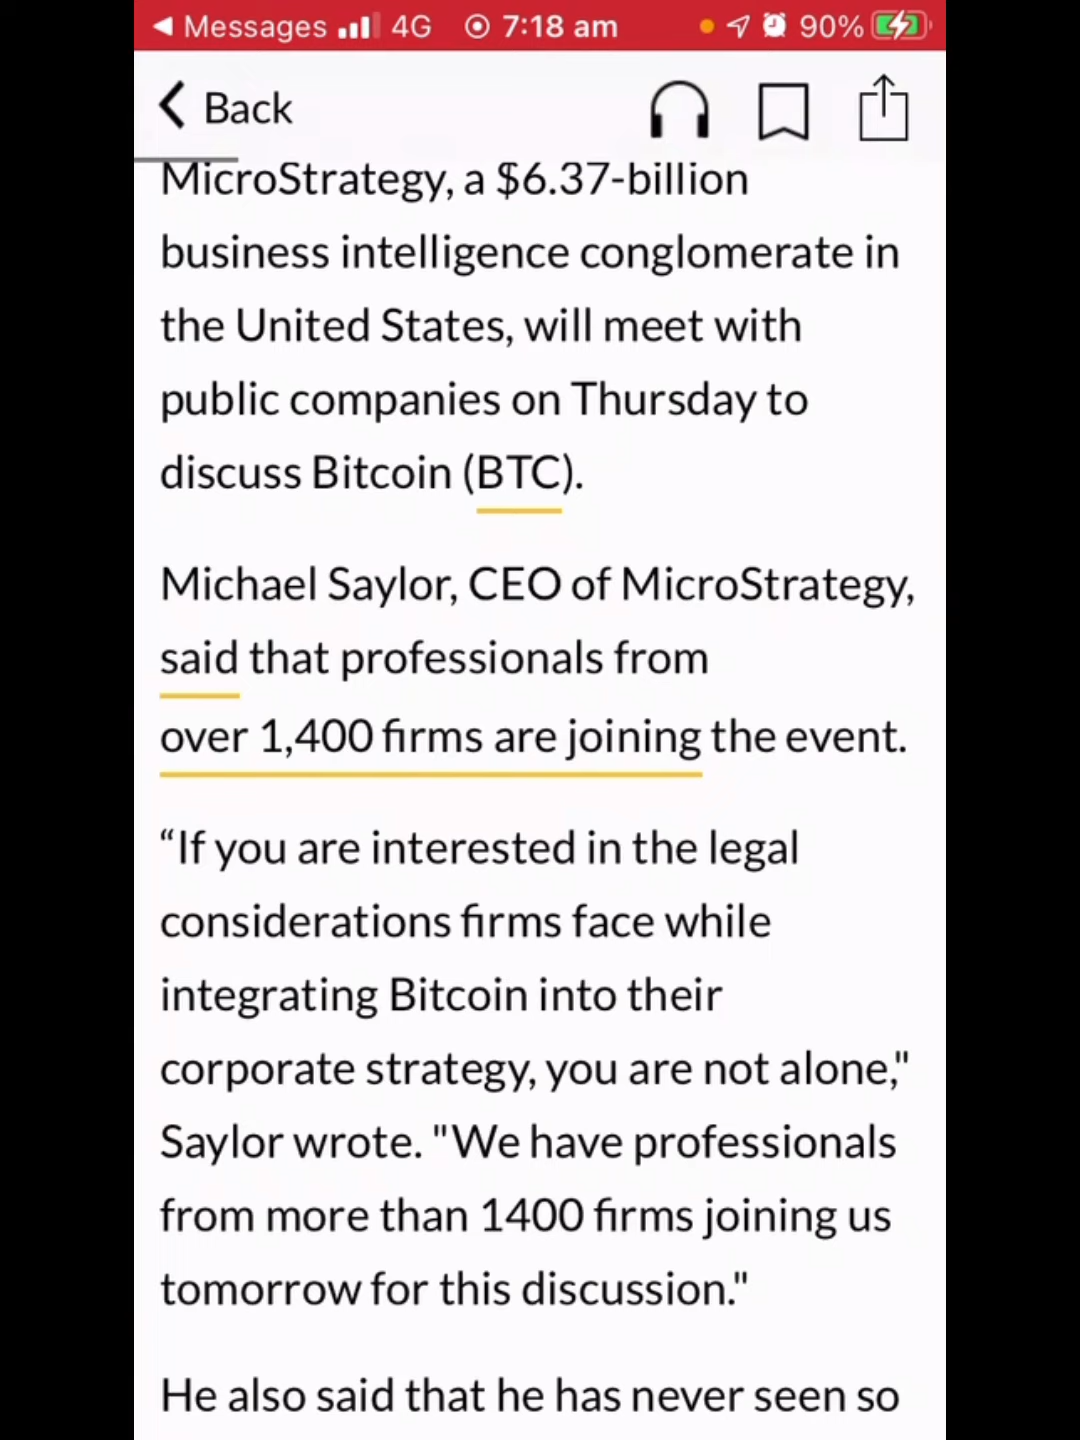 Messages 4G 7:18 am 90%
Back
MicroStrategy, a $6.37-billion
business intelligence conglomerate in
the United States, will meet with
public companies on Thursday to
discuss Bitcoin (BTC).
Michael Saylor, CEO of MicroStrategy,
said that professionals from
over 1,400 firms are joining the event.
“If you are interested in the legal
considerations firms face while
integrating Bitcoin into their
corporate strategy, you are not alone,"
Saylor wrote. "We have professionals
from more than 1400 firms joining us
tomorrow for this discussion."
He also said that he has never seen so